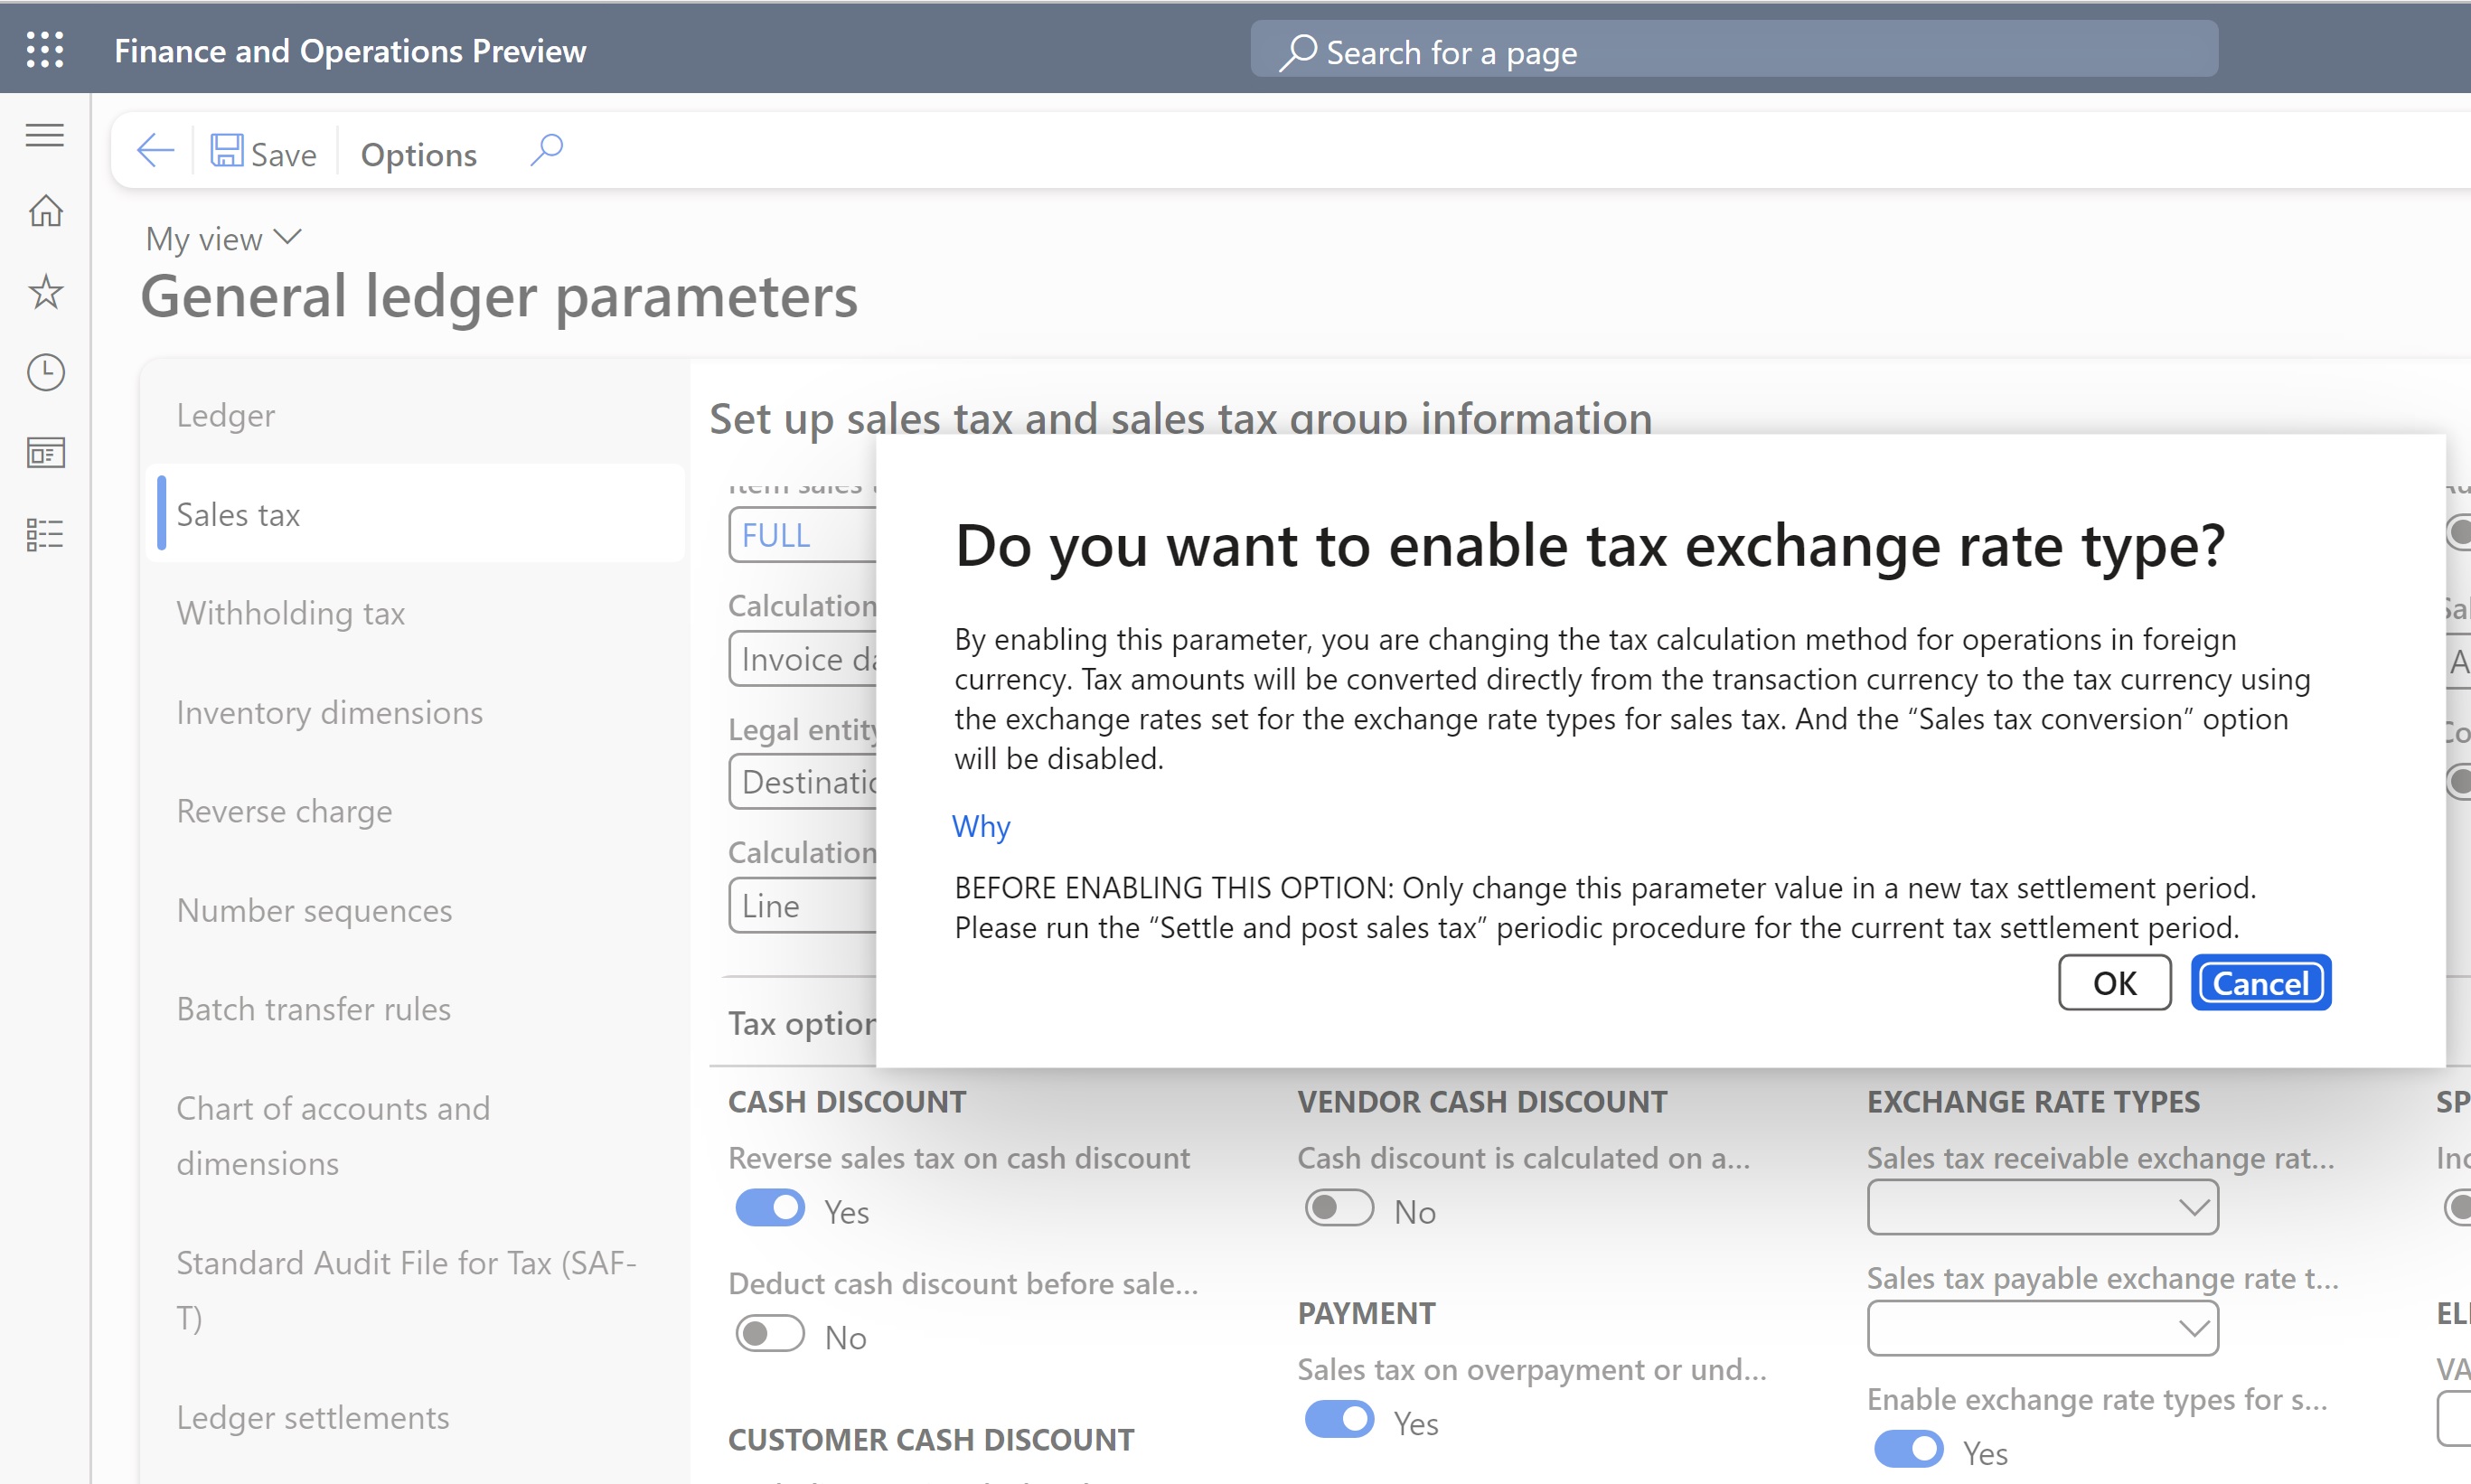 Finance and Operations Preview
Search for a page
Save
Options
My view
General ledger parameters
Ledger
Sales tax
Withholding tax
Inventory dimensions
Reverse charge
Number sequences
Batch transfer rules
Chart of accounts and
dimensions
Standard Audit File for Tax (SAF-
T)
Ledger settlements
Set up sales tax and sales tax group information
Item sales
FULL
Calculation
Invoice da
Legal entity
Destinatio
Calculation
Line
Tax option
Do you want to enable tax exchange rate type?
By enabling this parameter, you are changing the tax calculation method for operations in foreign
currency. Tax amounts will be converted directly from the transaction currency to the tax currency using
the exchange rates set for the exchange rate types for sales tax. And the “Sales tax conversion” option
will be disabled.
Why
BEFORE ENABLING THIS OPTION: Only change this parameter value in a new tax settlement period.
Please run the “Settle and post sales tax” periodic procedure for the current tax settlement period.
OK
Cancel
CASH DISCOUNT
Reverse sales tax on cash discount
Yes
Deduct cash discount before sale...
No
CUSTOMER CASH DISCOUNT
VENDOR CASH DISCOUNT
Cash discount is calculated on a...
No
PAYMENT
Sales tax on overpayment or und...
Yes
EXCHANGE RATE TYPES
Sales tax receivable exchange rat...
Sales tax payable exchange rate t...
Enable exchange rate types for s...
Yes
SP
VA